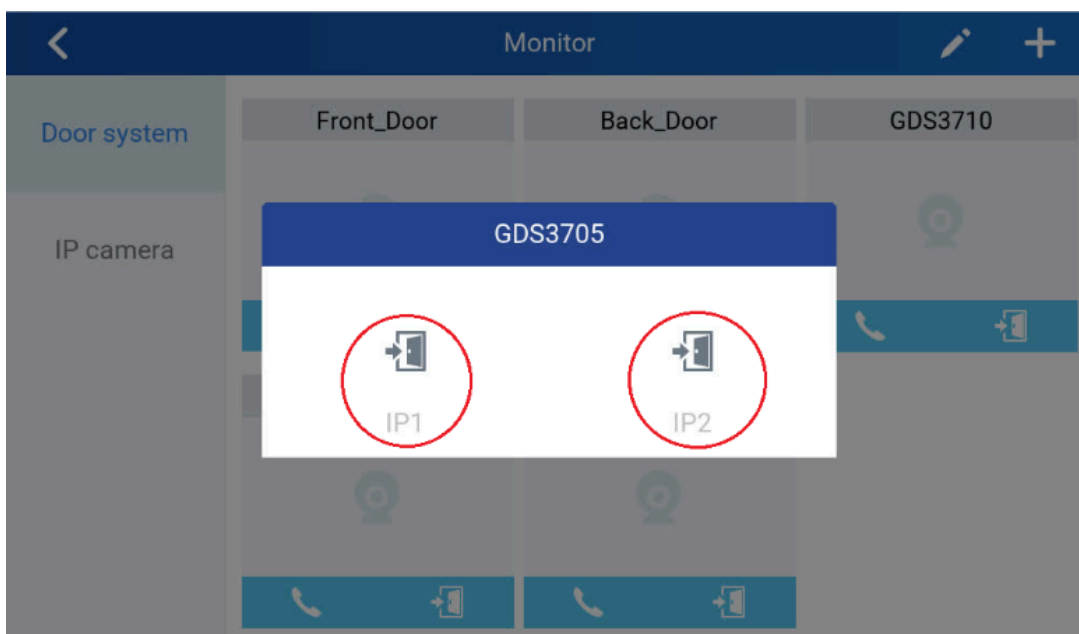 Monitor
Door system
IP camera
Front_Door
Back_Door
GDS3710
GDS3705
IP1
IP2